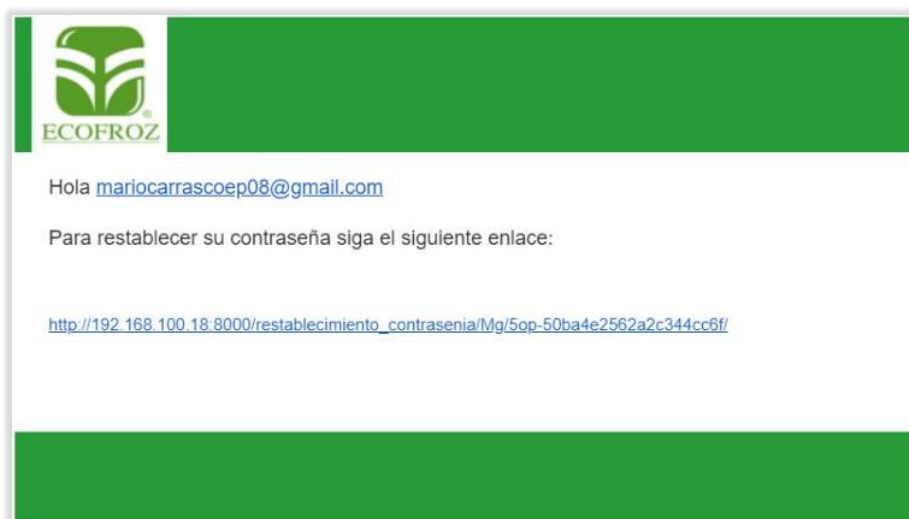 ECOFROZ
Hola mariocarrascoep08@gmail.com
Para restablecer su contraseña siga el siguiente enlace:
http://192.168.100.18:8000/restablecimiento_contrasenia/Mg/5op-50ba4e2562a2c344cc6f/